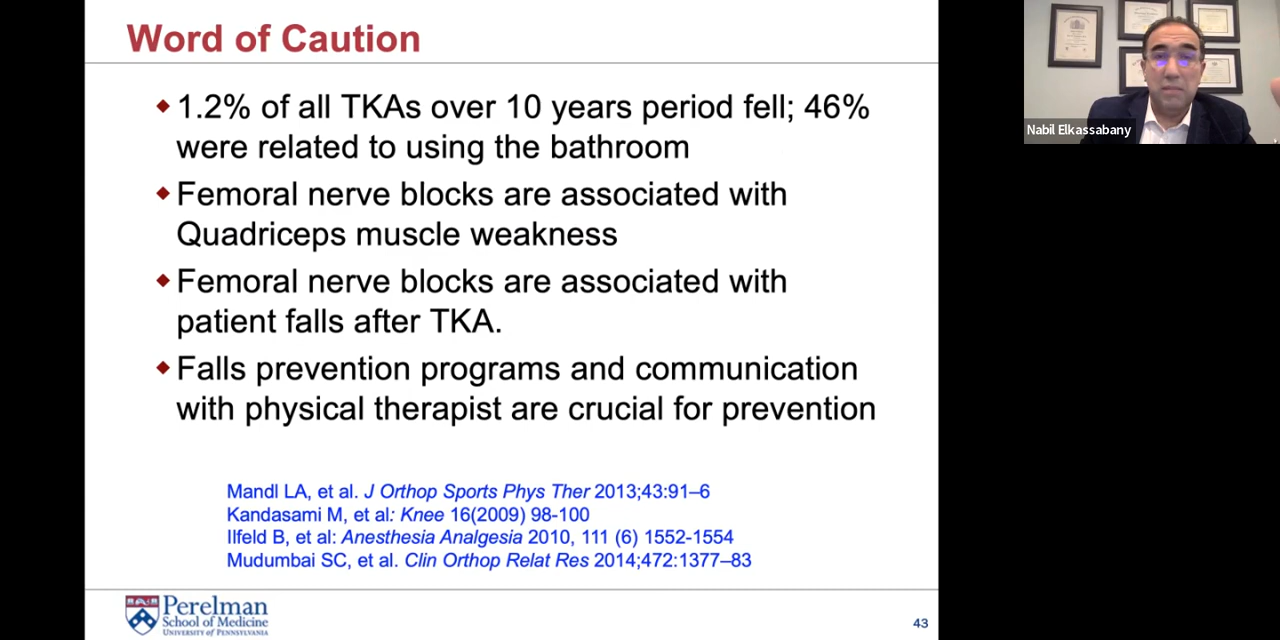 Word of Caution
1.2% of all TKAs over 10 years period fell; 46%
were related to using the bathroom
Femoral nerve blocks are associated with
Quadriceps muscle weakness
Femoral nerve blocks are associated with
patient falls after TKA.
Falls prevention programs and communication
with physical therapist are crucial for prevention
Mandl LA, et al. J Orthop Sports Phys Ther 2013;43:91–6
Kandasami M, et al: Knee 16(2009) 98-100
Ilfeld B, et al: Anesthesia Analgesia 2010, 111 (6) 1552-1554
Mudumbai SC, et al. Clin Orthop Relat Res 2014;472:1377–83
Perelman
School of Medicine
University of Pennsylvania
43
Nabil Elkassabany